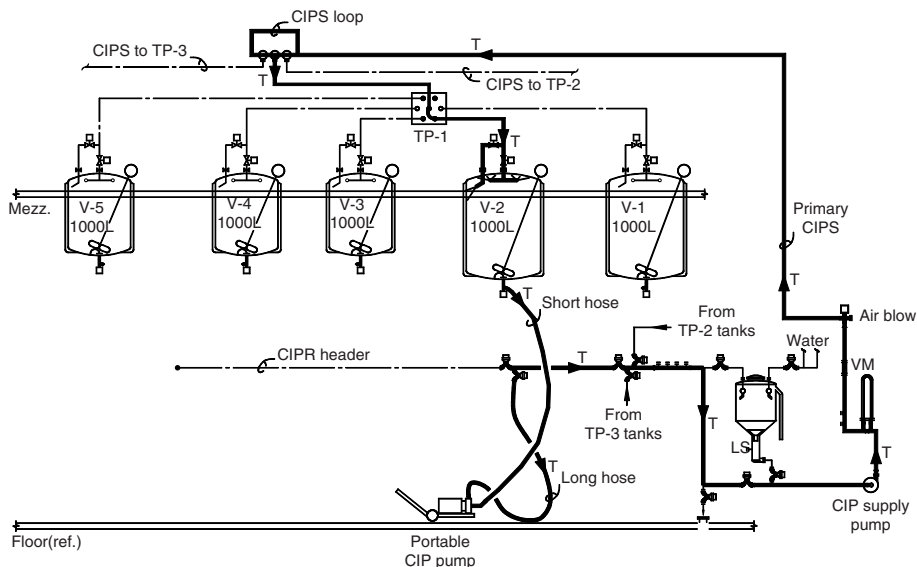 CIPS loop
CIPS to TP-3
T
T
CIPS to TP-2
TP-1
T
Mezz.
V-5
1000L
V-4
1000L
V-3
1000L
V-2
1000L
V-1
1000L
Primary
CIPS
T
T
Short hose
From
TP-2 tanks
Air blow
Water
CIPR header
T
VM
From
TP-3 tanks
T
LS
T
T
Long hose
CIP supply
pump
Floor(ref.)
Portable
CIP pump